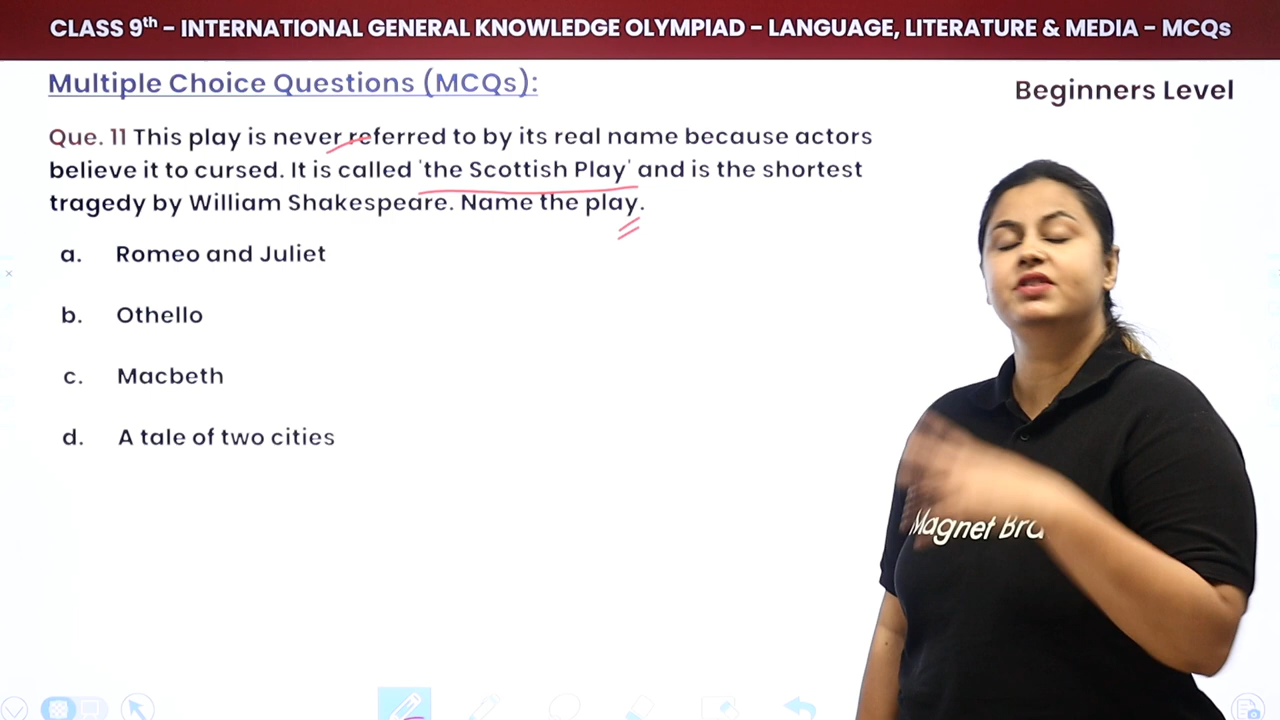 CLASS 9th - INTERNATIONAL GENERAL KNOWLEDGE OLYMPIAD - LANGUAGE, LITERATURE & MEDIA - MCQs
Multiple Choice Questions (MCQs):
Beginners Level
Que. 11 This play is never referred to by its real name because actors
believe it to cursed. It is called 'the Scottish Play' and is the shortest
tragedy by William Shakespeare. Name the play.
a. Romeo and Juliet
b. Othello
c. Macbeth
d. A tale of two cities
Magnet Bra